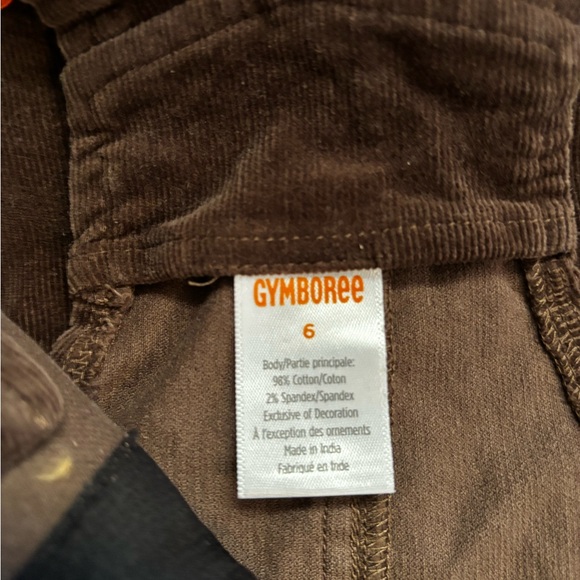 GYMBOREE
6
Body/Partie principale:
98% Cotton/Coton
2% Spandex/Spandex
Exclusive of Decoration
À l'exception des ornements
Made in India
Fabriqué en Inde